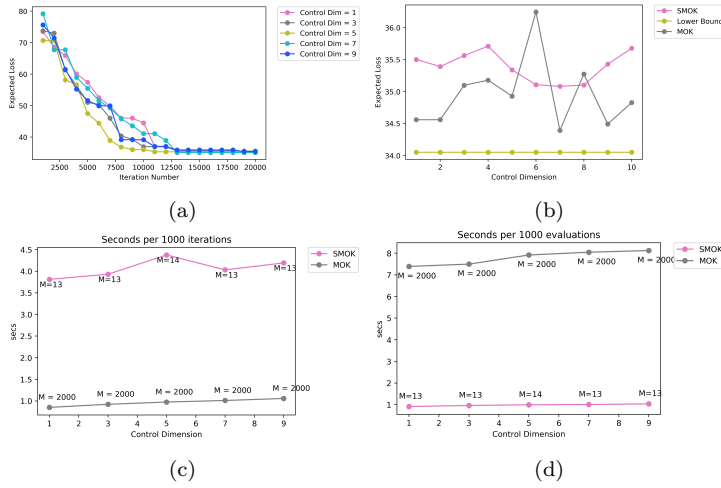 80
70
60
50
40
2500
5000
7500
10000
12500
15000
17500
20000
Expected Loss
Iteration Number
Control Dim = 1
Control Dim = 3
Control Dim = 5
Control Dim = 7
Control Dim = 9
(a)
36.0
35.5
35.0
34.5
34.0
2
4
6
8
10
Expected Loss
Control Dimension
SMOK
Lower Bound
MOK
(b)
Seconds per 1000 iterations
4.5
4.0
3.5
3.0
2.5
2.0
1.5
1.0
secs
M=13
M=13
M=14
M=13
M=13
M = 2000
M = 2000
M = 2000
M = 2000
M = 2000
1
2
3
4
5
6
7
8
9
Control Dimension
SMOK
MOK
(c)
Seconds per 1000 evaluations
8
7
6
5
4
3
2
1
secs
M = 2000
M = 2000
M = 2000
M = 2000
M = 2000
M=13
M=13
M=14
M=13
M=13
1
2
3
4
5
6
7
8
9
Control Dimension
SMOK
MOK
(d)